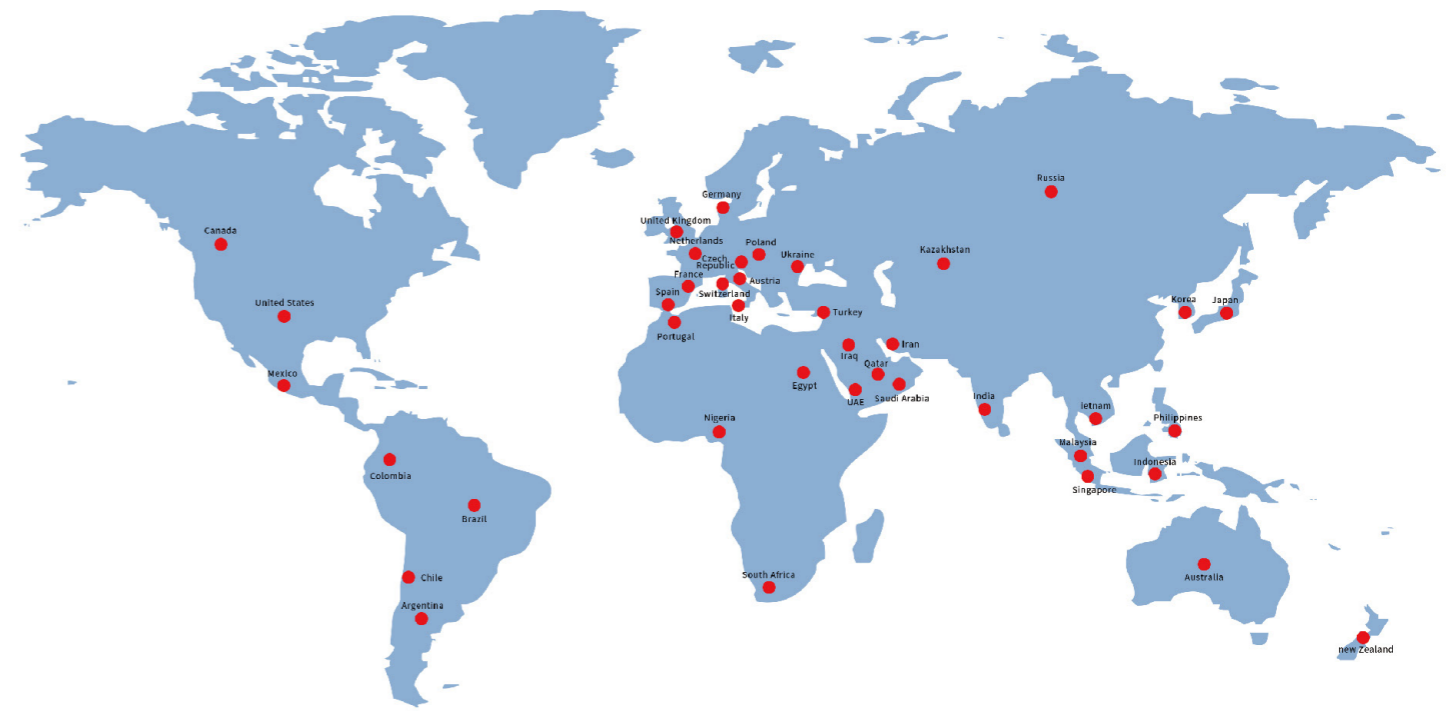 Russia
Germany
United Kingdom
Canada
Netherlands
Poland
Kazakhstan
Ukraine
Czech
Republic
France
Austria
Spain
Switzerland
United States
Korea
Japan
Turkey
Italy
Portugal
Iran
Iraq
Qatar
Mexico
Egypt
UAE
Saudi Arabia
India
ietnam
Nigeria
Philippines
Malaysia
Indonesia
Colombia
Singapore
Brazil
South Africa
Chile
Australia
Argentina
new Zealand